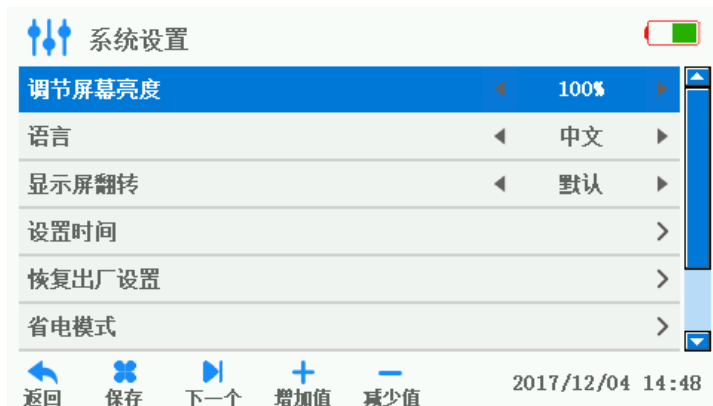 系统设置
调节屏幕亮度 100%
语言 中文
显示屏翻转 默认
设置时间
恢复出厂设置
省电模式
返回 保存 下一个 增加值 减少值 2017/12/04 14:48